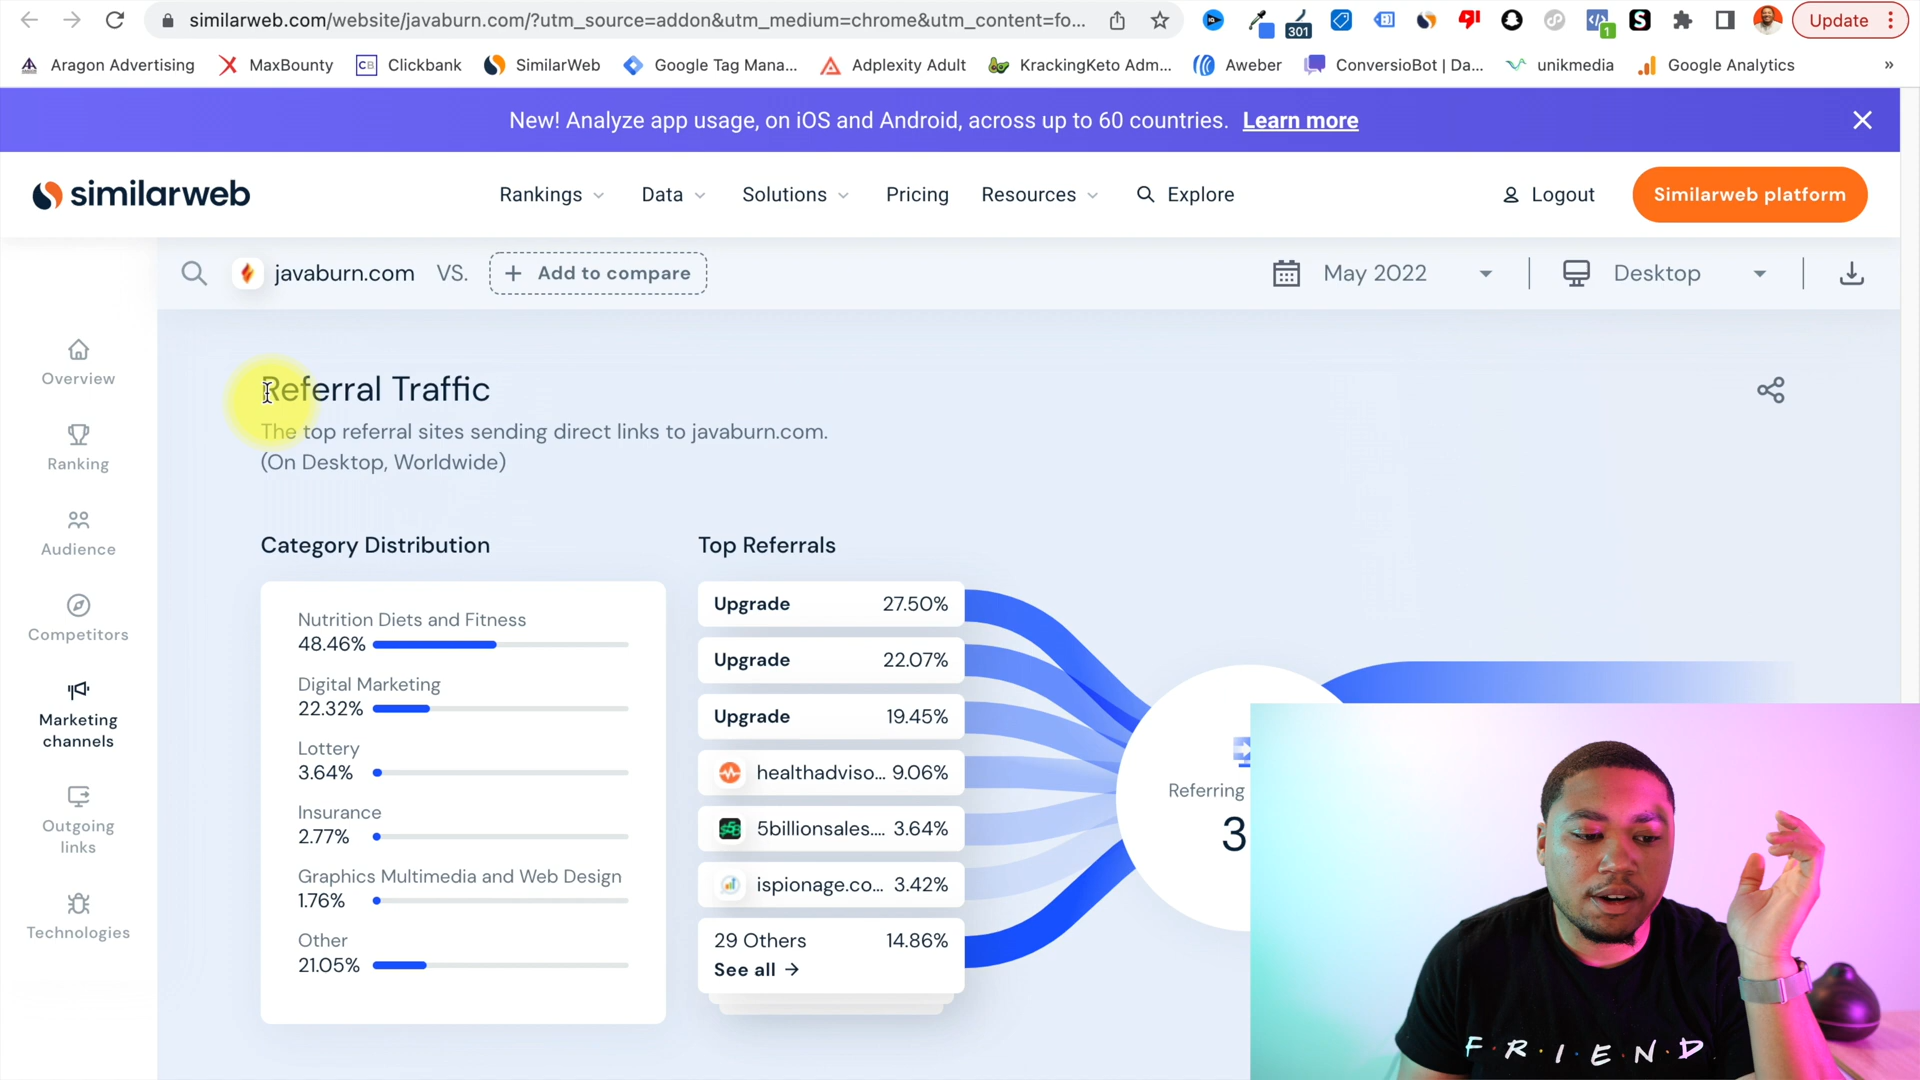 similarweb.com/website/javaburn.com/?utm_source=addon&utm_medium=chrome&utm_content=fo...
301
1
Update
Aragon Advertising
MaxBounty
CB Clickbank
SimilarWeb
Google Tag Mana...
Adplexity Adult
KrackingKeto Adm...
Aweber
ConversioBot | Da...
unikmedia
Google Analytics
»
New! Analyze app usage, on iOS and Android, across up to 60 countries. Learn more
similarweb
Rankings
Data
Solutions
Pricing
Resources
Explore
Logout
Similarweb platform
javaburn.com VS. + Add to compare
May 2022
Desktop
Overview
Ranking
Audience
Competitors
Marketing
channels
Outgoing
links
Technologies
Referral Traffic
The top referral sites sending direct links to javaburn.com.
(On Desktop, Worldwide)
Category Distribution
Nutrition Diets and Fitness
48.46%
Digital Marketing
22.32%
Lottery
3.64%
Insurance
2.77%
Graphics Multimedia and Web Design
1.76%
Other
21.05%
Top Referrals
Upgrade 27.50%
Upgrade 22.07%
Upgrade 19.45%
healthadviso... 9.06%
5billionsales.... 3.64%
ispionage.co... 3.42%
29 Others 14.86%
See all →
Referring
3
F·R·I·E·N·D